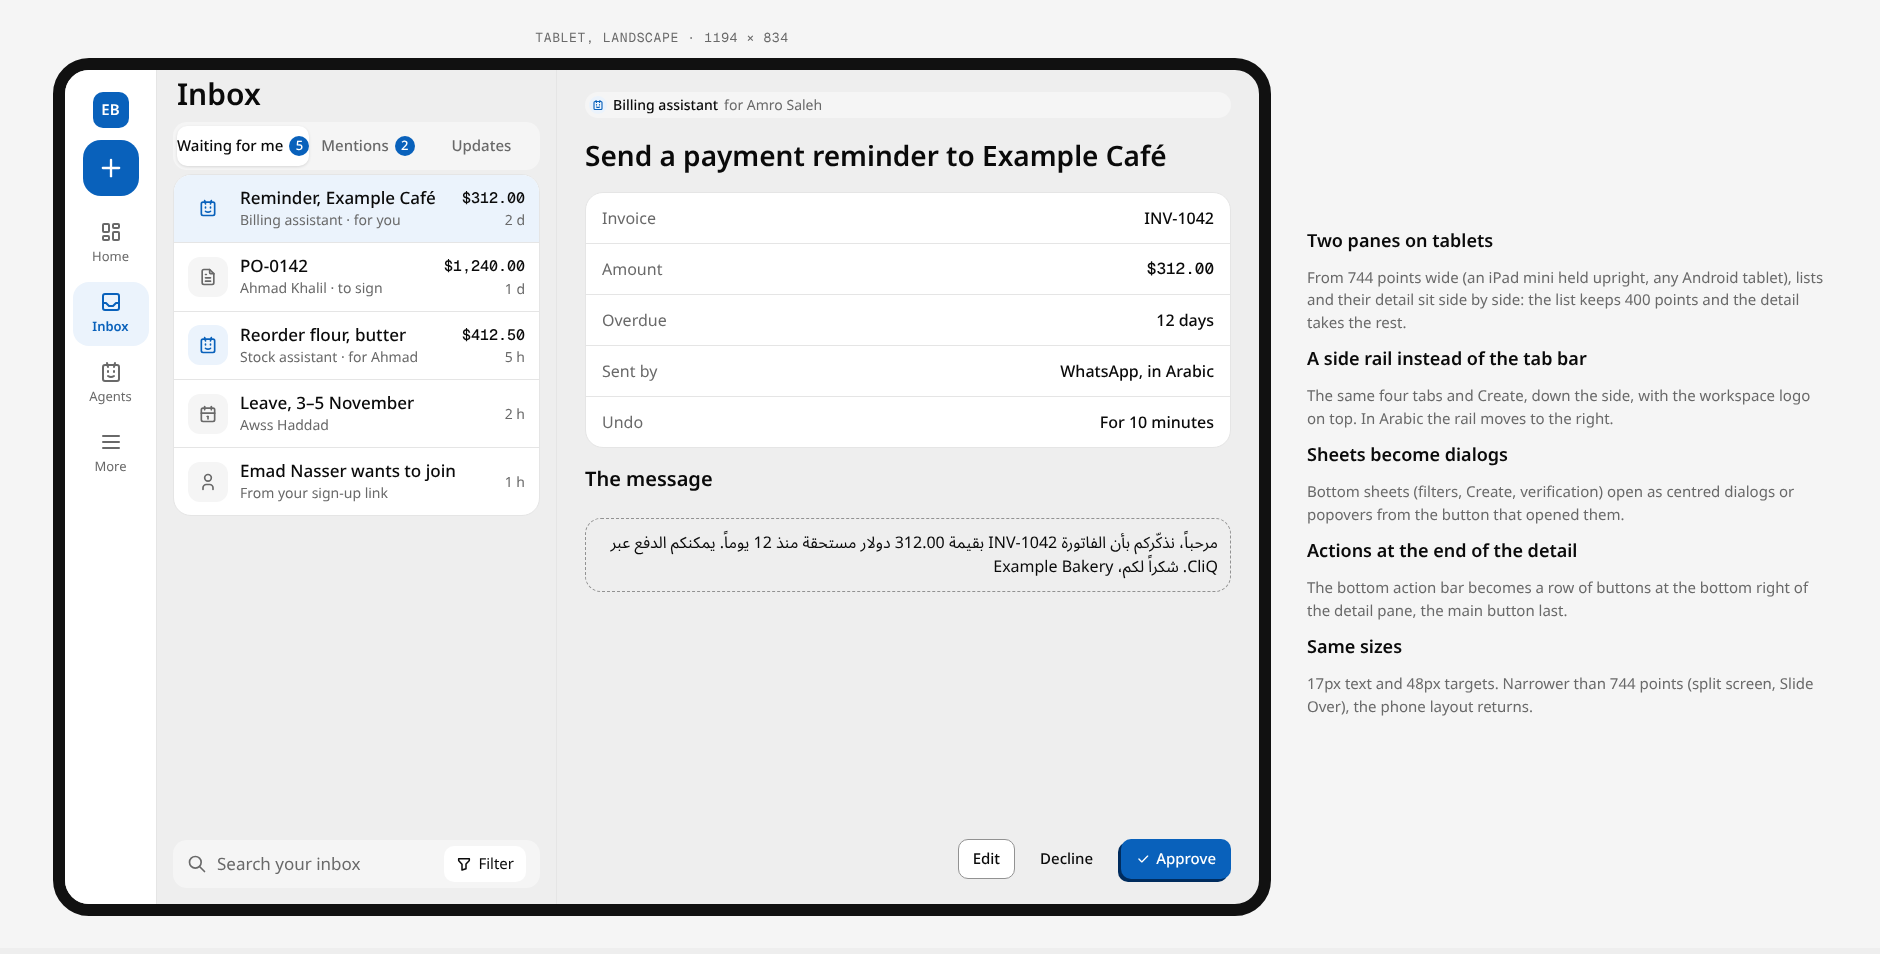 TABLET, LANDSCAPE · 1194 × 834
EB
Home
Inbox
Agents
More
Inbox
Waiting for me 5 Mentions 2 Updates
Reminder, Example Café $312.00
Billing assistant · for you 2 d
PO-0142 $1,240.00
Ahmad Khalil · to sign 1 d
Reorder flour, butter $412.50
Stock assistant · for Ahmad 5 h
Leave, 3–5 November 2 h
Awss Haddad
Emad Nasser wants to join 1 h
From your sign-up link
Search your inbox Filter
Billing assistant for Amro Saleh
Send a payment reminder to Example Café
Invoice INV-1042
Amount $312.00
Overdue 12 days
Sent by WhatsApp, in Arabic
Undo For 10 minutes
The message
مرحباً، نذكّركم بأن الفاتورة INV-1042 بقيمة 312.00 دولار مستحقة منذ 12 يوماً. يمكنكم الدفع عبر
CliQ. شكراً لكم، Example Bakery
Edit Decline Approve
Two panes on tablets
From 744 points wide (an iPad mini held upright, any Android tablet), lists
and their detail sit side by side: the list keeps 400 points and the detail
takes the rest.
A side rail instead of the tab bar
The same four tabs and Create, down the side, with the workspace logo
on top. In Arabic the rail moves to the right.
Sheets become dialogs
Bottom sheets (filters, Create, verification) open as centred dialogs or
popovers from the button that opened them.
Actions at the end of the detail
The bottom action bar becomes a row of buttons at the bottom right of
the detail pane, the main button last.
Same sizes
17px text and 48px targets. Narrower than 744 points (split screen, Slide
Over), the phone layout returns.